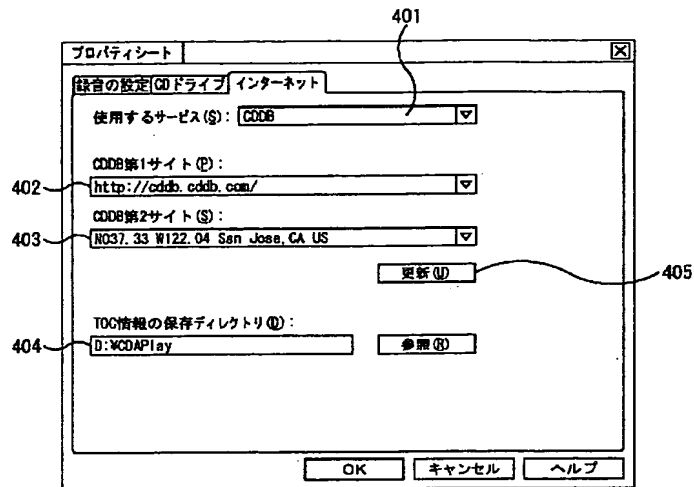 401
プロパティシート
録音の設定 CDドライブ インターネット
使用するサービス(S): CDDB
CDDB第1サイト(P):
402 http://cddb.cddb.com/
CDDB第2サイト(S):
403 N037.33 W122.04 San Jose,CA US
更新(U) 405
TOC情報の保存ディレクトリ(D):
404 D:¥CDAPlay 参照(R)
OK キャンセル ヘルプ